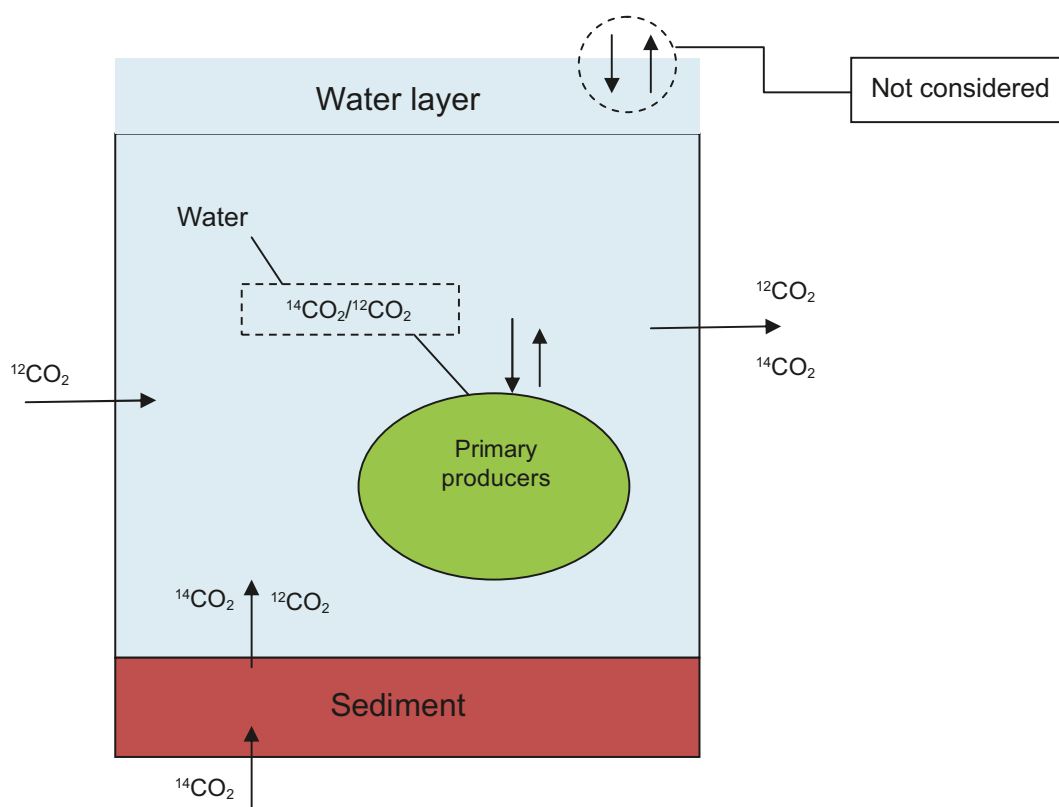 Not considered
Water layer
Water
¹⁴CO₂/¹²CO₂
¹²CO₂
¹⁴CO₂
¹²CO₂
Primary
producers
¹⁴CO₂ ¹²CO₂
Sediment
¹⁴CO₂